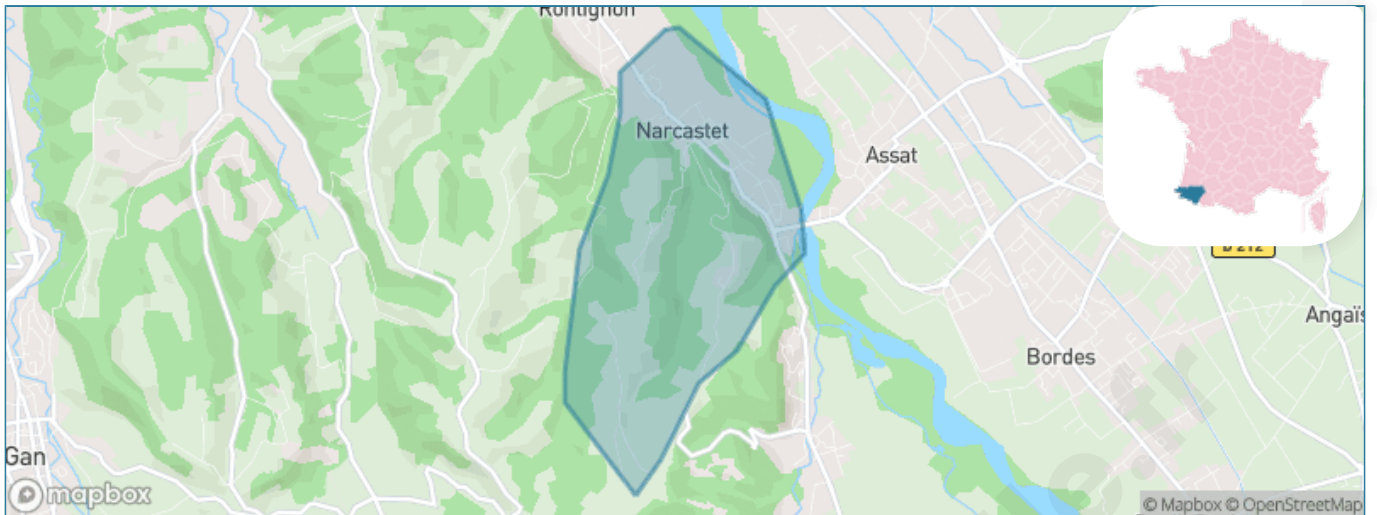 Rontignon
Narcastet
Assat
D 212
Angaïs
Bordes
Gan
mapbox
© Mapbox © OpenStreetMap